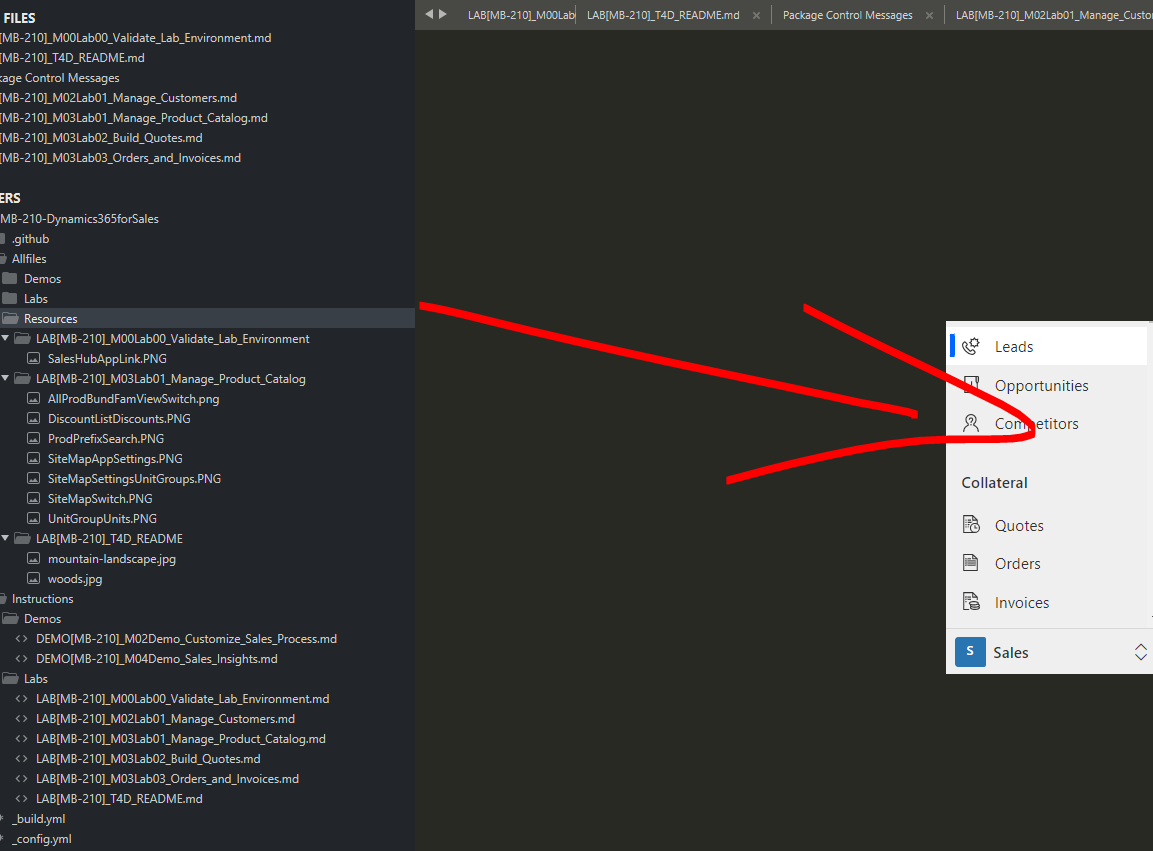 FILES
[MB-210]_M00Lab00_Validate_Lab_Environment.md
[MB-210]_T4D_README.md
kage Control Messages
[MB-210]_M02Lab01_Manage_Customers.md
[MB-210]_M03Lab01_Manage_Product_Catalog.md
[MB-210]_M03Lab02_Build_Quotes.md
[MB-210]_M03Lab03_Orders_and_Invoices.md
ERS
MB-210-Dynamics365forSales
.github
Allfiles
Demos
Labs
Resources
LAB[MB-210]_M00Lab00_Validate_Lab_Environment
SalesHubAppLink.PNG
LAB[MB-210]_M03Lab01_Manage_Product_Catalog
AllProdBundFamViewSwitch.png
DiscountListDiscounts.PNG
ProdPrefixSearch.PNG
SiteMapAppSettings.PNG
SiteMapSettingsUnitGroups.PNG
SiteMapSwitch.PNG
UnitGroupUnits.PNG
LAB[MB-210]_T4D_README
mountain-landscape.jpg
woods.jpg
Instructions
Demos
DEMO[MB-210]_M02Demo_Customize_Sales_Process.md
DEMO[MB-210]_M04Demo_Sales_Insights.md
Labs
LAB[MB-210]_M00Lab00_Validate_Lab_Environment.md
LAB[MB-210]_M02Lab01_Manage_Customers.md
LAB[MB-210]_M03Lab01_Manage_Product_Catalog.md
LAB[MB-210]_M03Lab02_Build_Quotes.md
LAB[MB-210]_M03Lab03_Orders_and_Invoices.md
LAB[MB-210]_T4D_README.md
_build.yml
_config.yml
LAB[MB-210]_M00Lab LAB[MB-210]_T4D_README.md Package Control Messages LAB[MB-210]_M02Lab01_Manage_Custo
Leads
Opportunities
Competitors
Collateral
Quotes
Orders
Invoices
S Sales